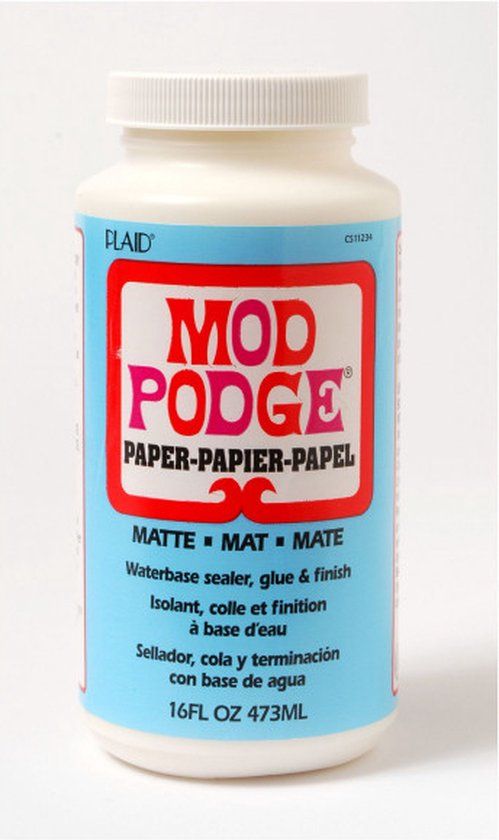 PLAID®
CS11234
MOD
PODGE®
PAPER-PAPIER-PAPEL
MATTE ▪ MAT ▪ MATE
Waterbase sealer, glue & finish
Isolant, colle et finition
à base d'eau
Sellador, cola y terminación
con base de agua
16FL OZ 473ML